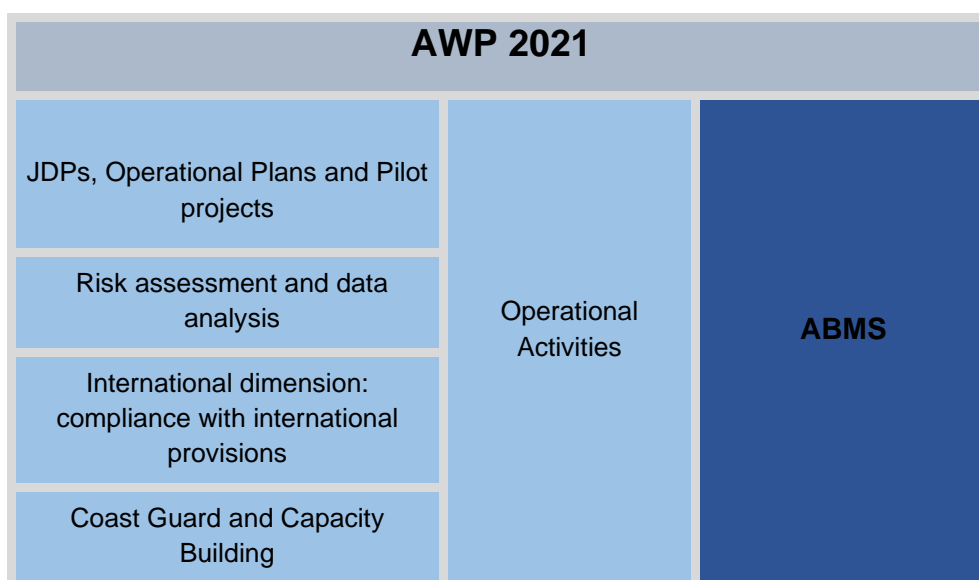 AWP 2021
JDPs, Operational Plans and Pilot
projects
Risk assessment and data
analysis
International dimension:
compliance with international
provisions
Coast Guard and Capacity
Building
Operational
Activities
ABMS